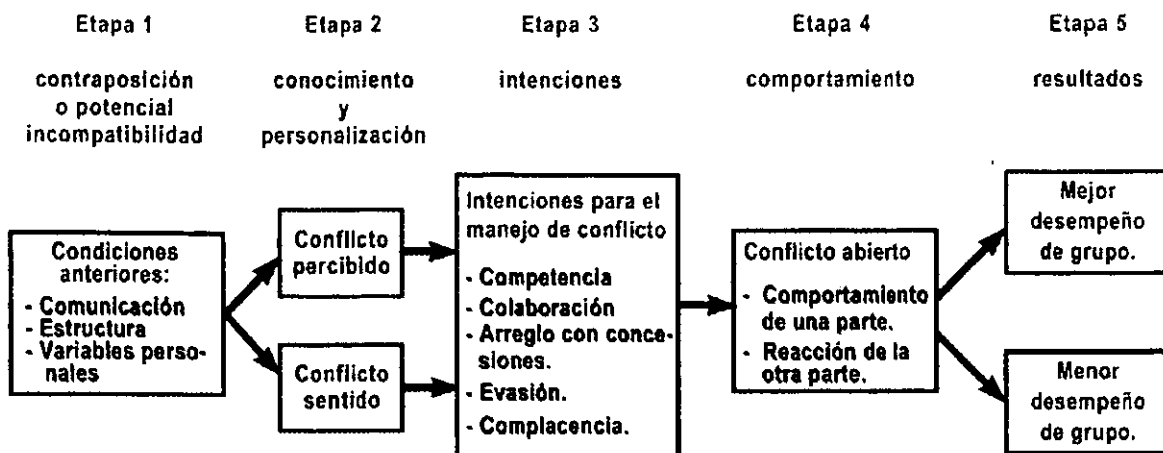 Etapa 1
contraposición
o potencial
incompatibilidad
Etapa 2
conocimiento
y
personalización
Etapa 3
intenciones
Etapa 4
comportamiento
Etapa 5
resultados
Condiciones
anteriores:
- Comunicación
- Estructura
- Variables perso-
nales
Conflicto
percibido
Conflicto
sentido
Intenciones para el
manejo de conflicto
- Competencia
- Colaboración
- Arreglo con conce-
siones.
- Evasión.
- Complacencia.
Conflicto abierto
- Comportamiento
de una parte.
- Reacción de la
otra parte.
Mejor
desempeño
de grupo.
Menor
desempeño
de grupo.